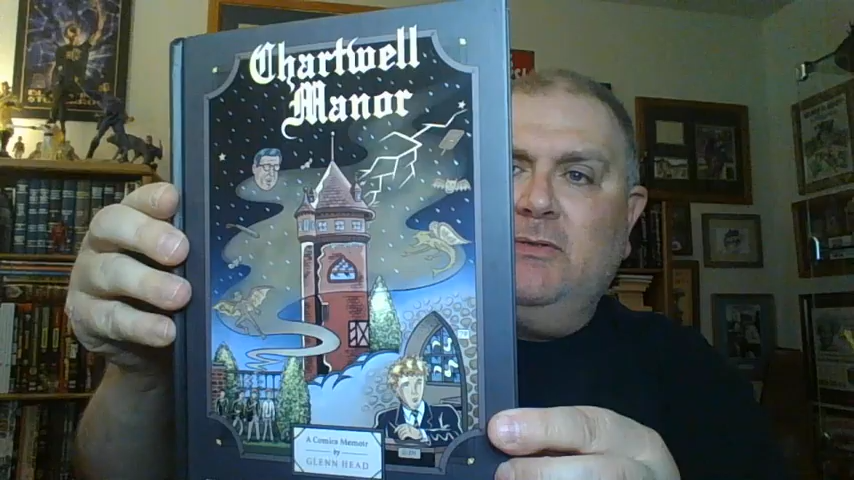 Chartwell
Manor
A Comics Memoir
by
GLENN HEAD